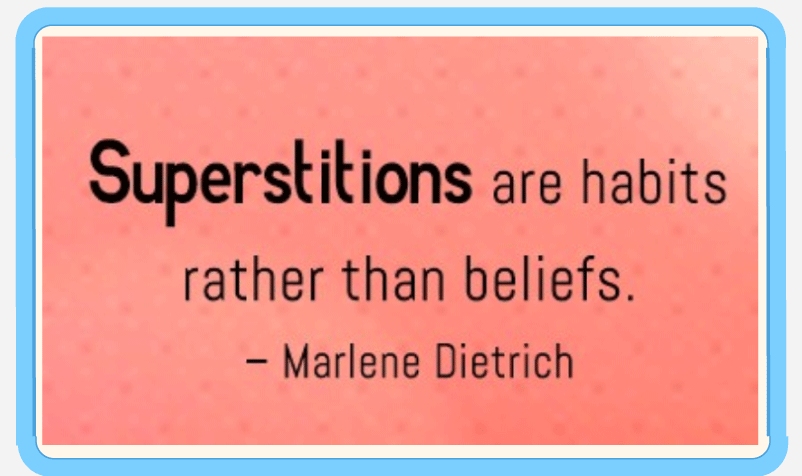 Superstitions are habits
rather than beliefs.
– Marlene Dietrich